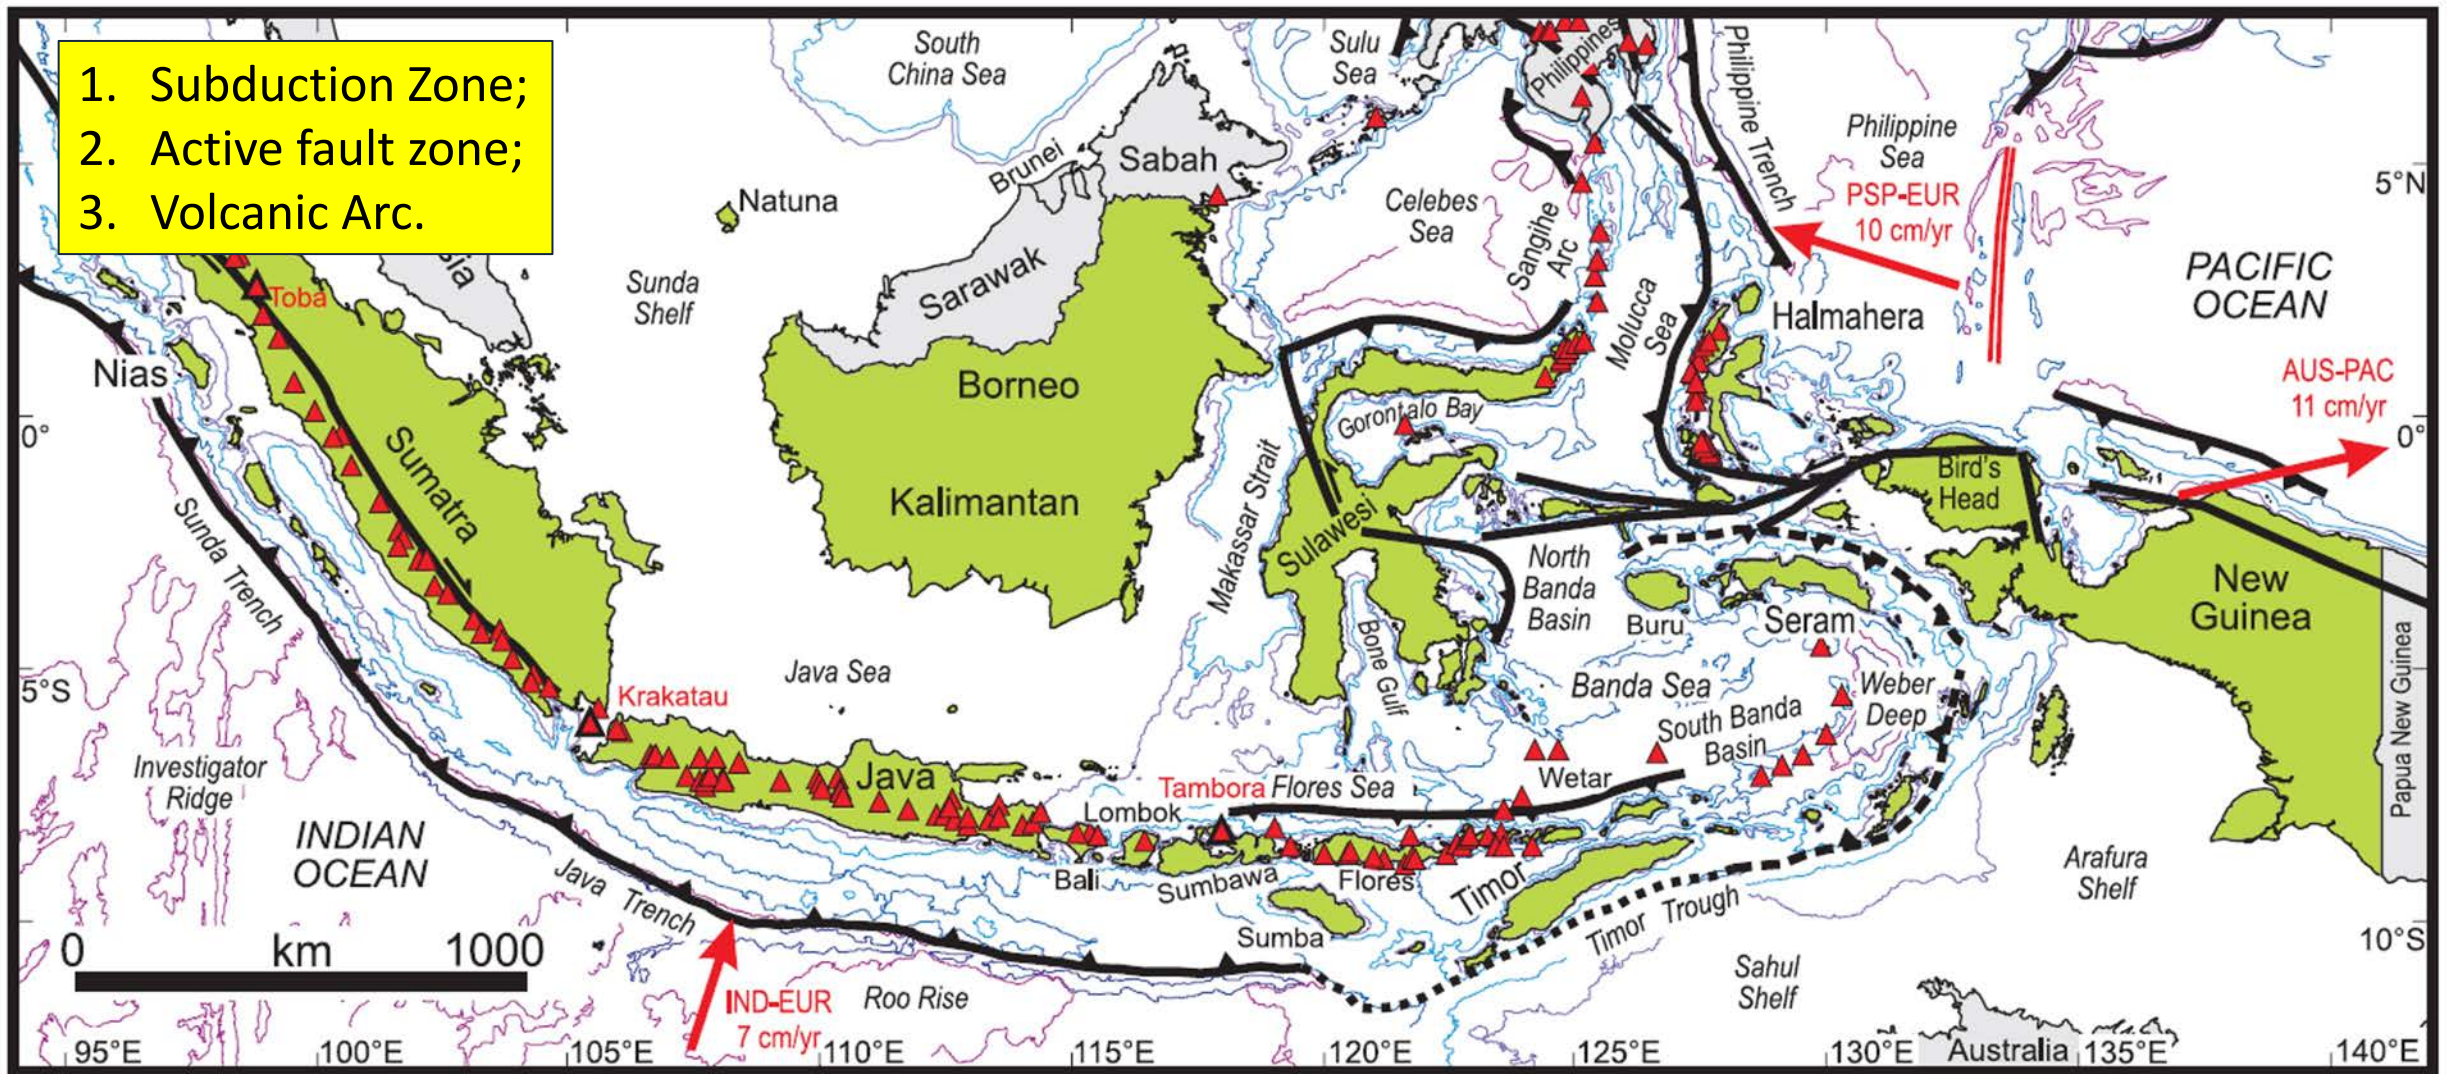 1. Subduction Zone;
2. Active fault zone;
3. Volcanic Arc.
South
China Sea
Sulu
Sea
Philippines
Philippine Trench
Philippine
Sea
5°N
PSP-EUR
10 cm/yr
PACIFIC
OCEAN
Brunei
Sabah
Natuna
Celebes
Sea
Sangihe
Arc
Sunda
Shelf
Sarawak
sia
Toba
Molucca
Sea
Halmahera
Nias
Borneo
AUS-PAC
11 cm/yr
0°
0°
Gorontalo Bay
Sumatra
Kalimantan
Makassar Strait
Sulawesi
Bird's
Head
Sunda Trench
North
Banda
Basin
Buru
Seram
New
Guinea
Papua New Guinea
Bone Gulf
Java Sea
Banda Sea
Weber
Deep
5°S
Krakatau
South Banda
Basin
Investigator
Ridge
Java
Tambora
Flores Sea
Wetar
Lombok
INDIAN
OCEAN
Java Trench
Bali
Sumbawa
Flores
Timor
Timor Trough
Arafura
Shelf
Sumba
10°S
0 km 1000
Sahul
Shelf
IND-EUR
7 cm/yr
Roo Rise
Australia
95°E 100°E 105°E 110°E 115°E 120°E 125°E 130°E 135°E 140°E